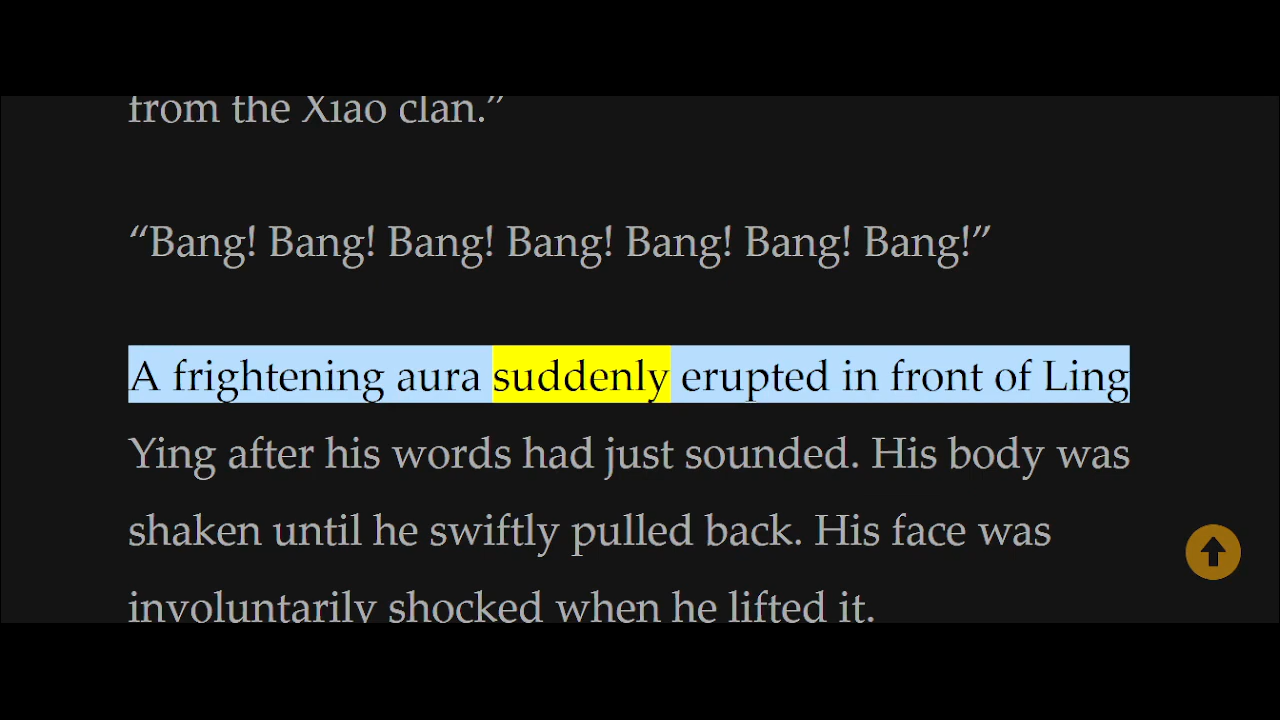 from the Xiao clan.”
“Bang! Bang! Bang! Bang! Bang! Bang! Bang!”
A frightening aura suddenly erupted in front of Ling
Ying after his words had just sounded. His body was
shaken until he swiftly pulled back. His face was
involuntarily shocked when he lifted it.